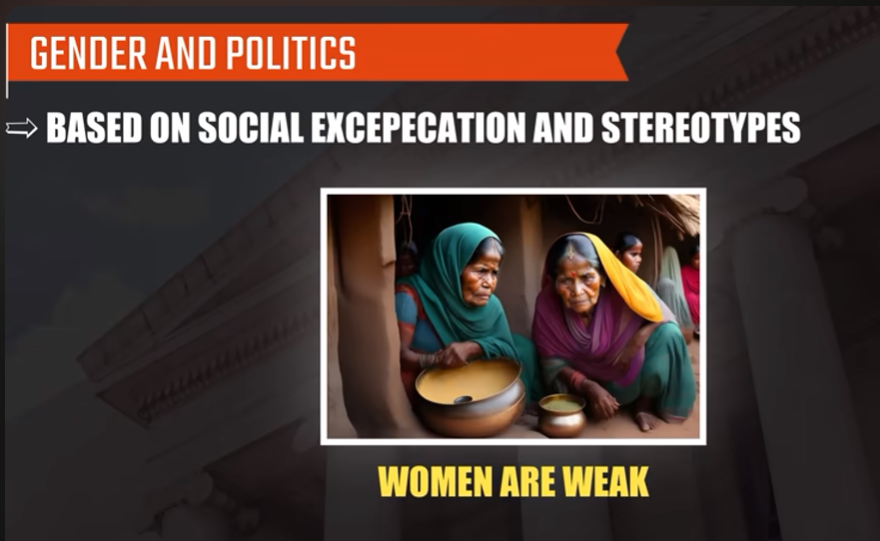 GENDER AND POLITICS
⇨ BASED ON SOCIAL EXCEPECATION AND STEREOTYPES
WOMEN ARE WEAK